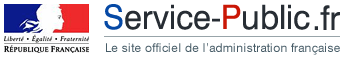 Service-Public.fr
Liberté • Égalité • Fraternité
RÉPUBLIQUE FRANÇAISE
Le site officiel de l'administration française